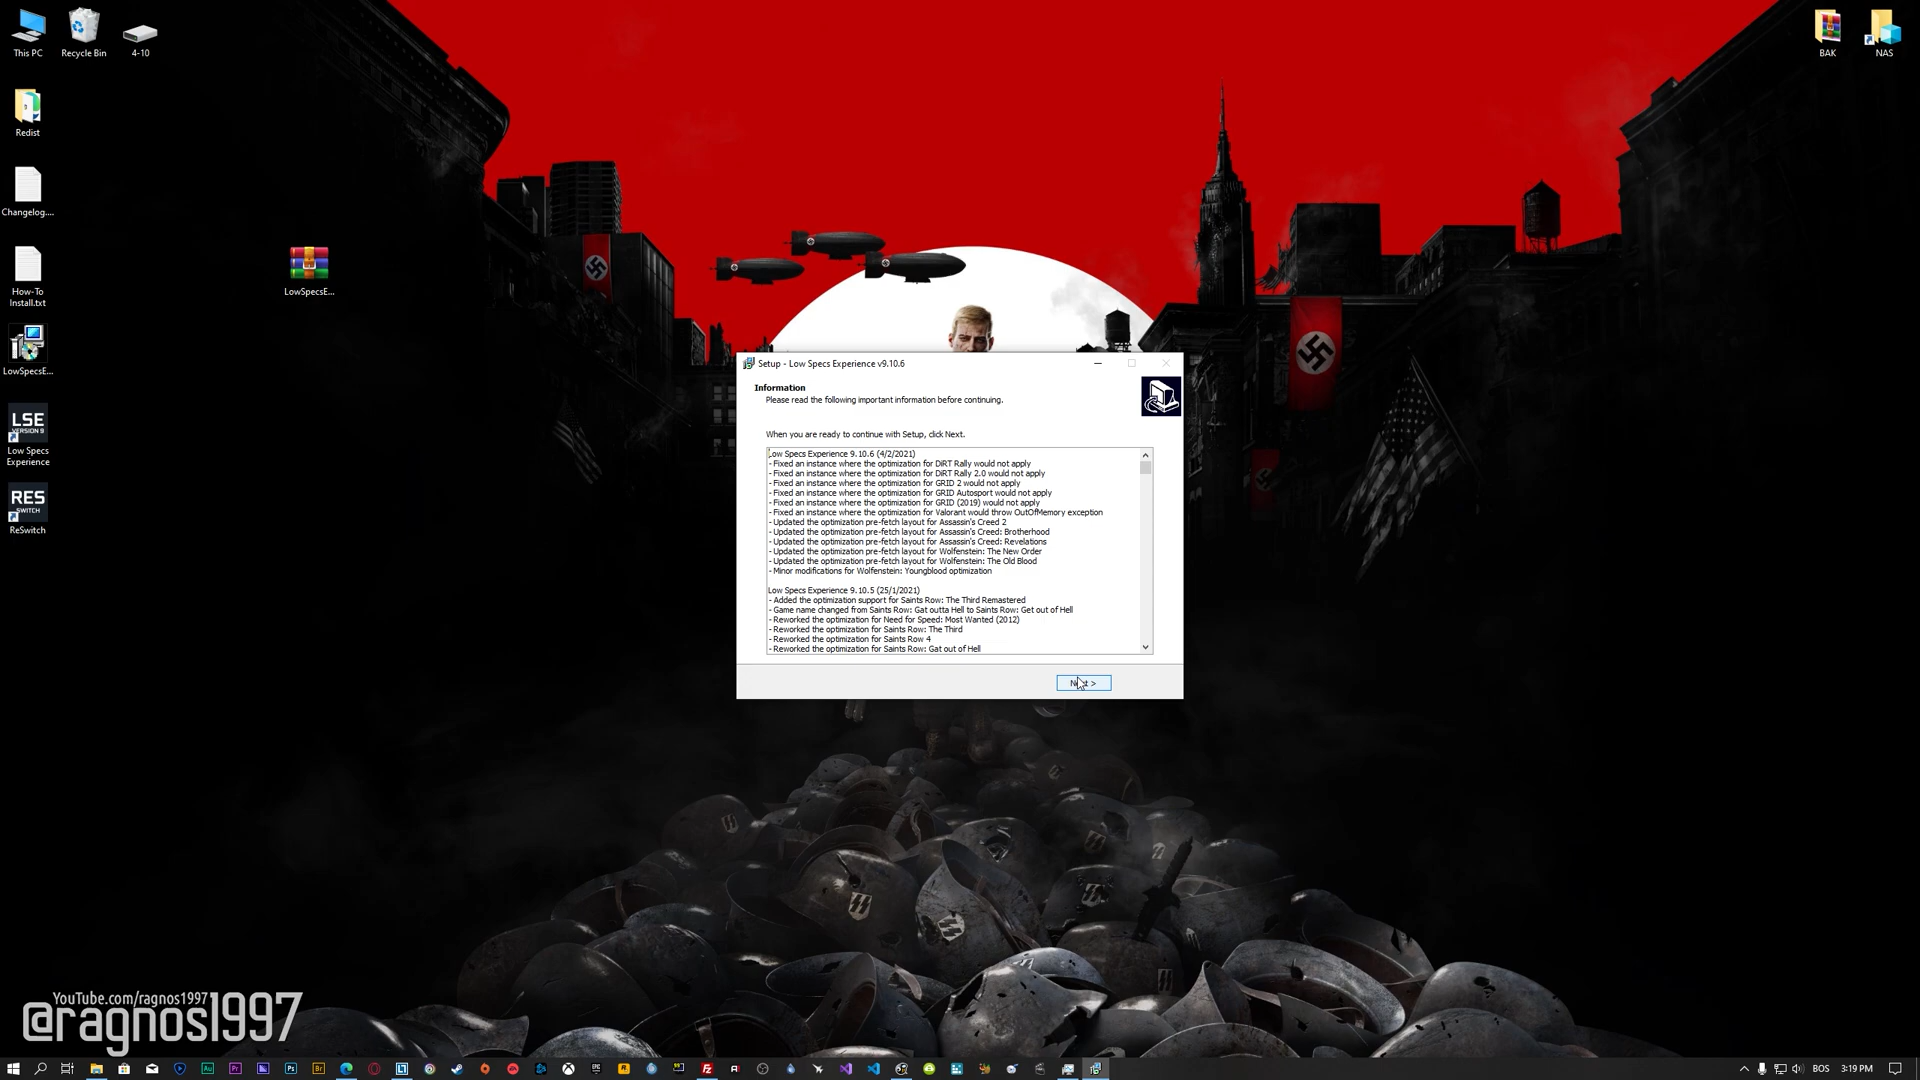 This PC
Recycle Bin
4-10
BAK
NAS
Redist
Changelog....
How-To
Install.txt
LowSpecsE...
LowSpecsE...
LSE
VERSION 9
Low Specs
Experience
RES
SWITCH
ReSwitch
Setup - Low Specs Experience v9.10.6
Information
Please read the following important information before continuing.
When you are ready to continue with Setup, click Next.
Low Specs Experience 9.10.6 (4/2/2021)
- Fixed an instance where the optimization for DiRT Rally would not apply
- Fixed an instance where the optimization for DiRT Rally 2.0 would not apply
- Fixed an instance where the optimization for GRID 2 would not apply
- Fixed an instance where the optimization for GRID Autosport would not apply
- Fixed an instance where the optimization for GRID (2019) would not apply
- Fixed an instance where the optimization for Valorant would throw OutOfMemory exception
- Updated the optimization pre-fetch layout for Assassin's Creed 2
- Updated the optimization pre-fetch layout for Assassin's Creed: Brotherhood
- Updated the optimization pre-fetch layout for Assassin's Creed: Revelations
- Updated the optimization pre-fetch layout for Wolfenstein: The New Order
- Updated the optimization pre-fetch layout for Wolfenstein: The Old Blood
- Minor modifications for Wolfenstein: Youngblood optimization
Low Specs Experience 9.10.5 (25/1/2021)
- Added the optimization support for Saints Row: The Third Remastered
- Game name changed from Saints Row: Gat outta Hell to Saints Row: Get out of Hell
- Reworked the optimization for Need for Speed: Most Wanted (2012)
- Reworked the optimization for Saints Row: The Third
- Reworked the optimization for Saints Row 4
- Reworked the optimization for Saints Row: Gat out of Hell
Next >
YouTube.com/ragnos1997
@ragnos1997
Au
Pr
Ps
Br
BOS
3:19 PM